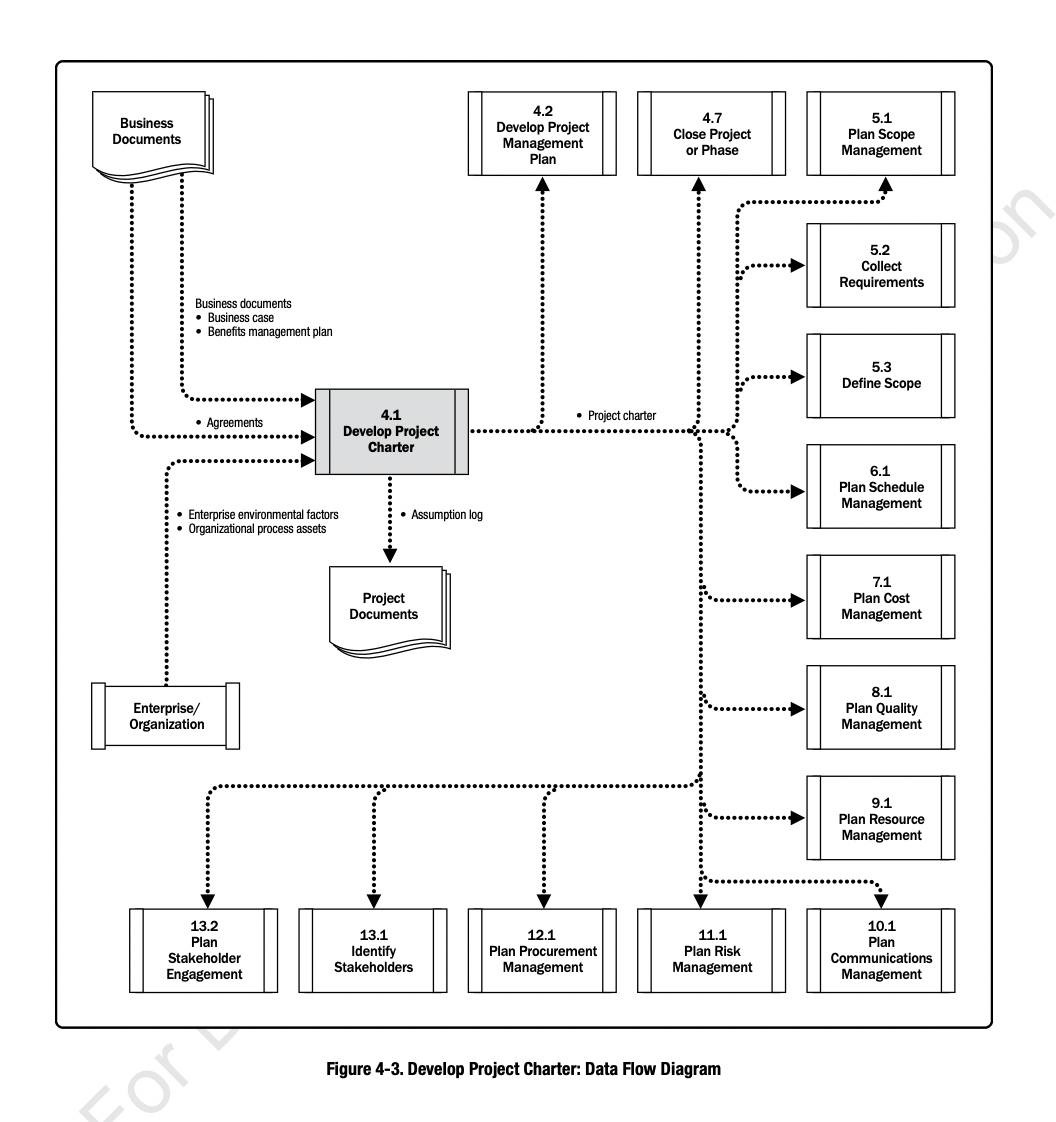 Business
Documents
4.2
Develop Project
Management
Plan
4.7
Close Project
or Phase
5.1
Plan Scope
Management
5.2
Collect
Requirements
Business documents
• Business case
• Benefits management plan
5.3
Define Scope
4.1
Develop Project
Charter
• Agreements
• Project charter
6.1
Plan Schedule
Management
• Enterprise environmental factors
• Organizational process assets
• Assumption log
Project
Documents
7.1
Plan Cost
Management
Enterprise/
Organization
8.1
Plan Quality
Management
9.1
Plan Resource
Management
13.2
Plan
Stakeholder
Engagement
13.1
Identify
Stakeholders
12.1
Plan Procurement
Management
11.1
Plan Risk
Management
10.1
Plan
Communications
Management
Figure 4-3. Develop Project Charter: Data Flow Diagram
For